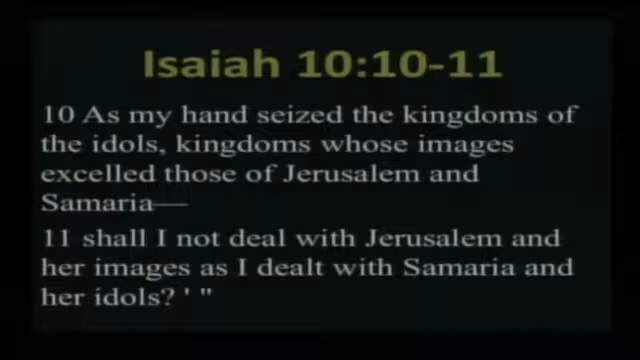 Isaiah 10:10-11
10 As my hand seized the kingdoms of
the idols, kingdoms whose images
excelled those of Jerusalem and
Samaria—
11 shall I not deal with Jerusalem and
her images as I dealt with Samaria and
her idols? ' "